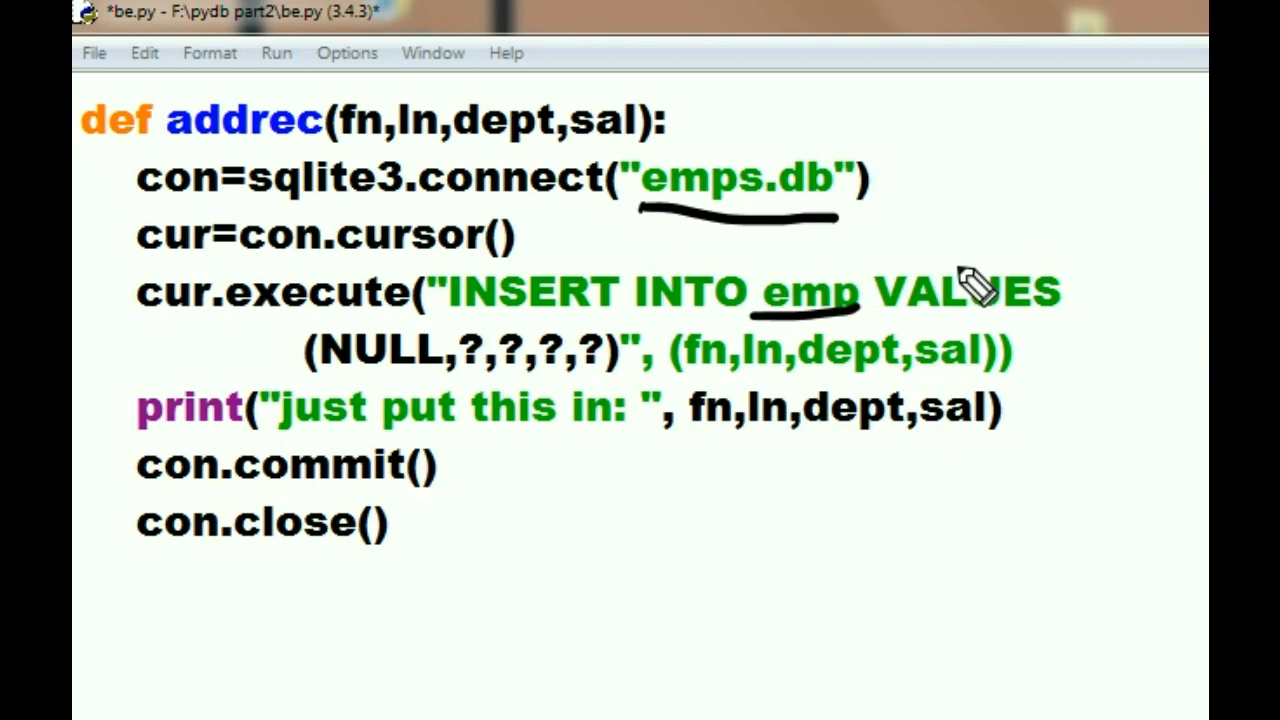 *be.py - F:\pydb part2\be.py (3.4.3)*
File Edit Format Run Options Window Help
def addrec(fn,ln,dept,sal):
con=sqlite3.connect("emps.db")
cur=con.cursor()
cur.execute("INSERT INTO emp VALUES
(NULL,?,?,?,?)", (fn,ln,dept,sal))
print("just put this in: ", fn,ln,dept,sal)
con.commit()
con.close()